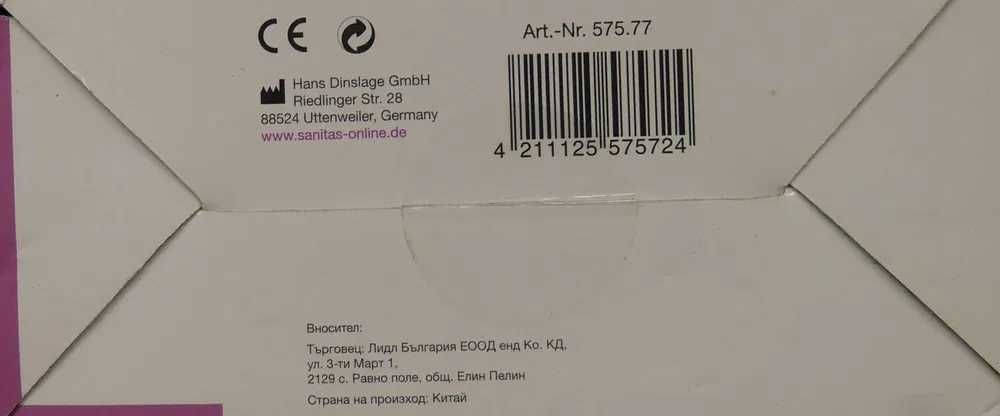 CE
Art.-Nr. 575.77
Hans Dinslage GmbH
Riedlinger Str. 28
88524 Uttenweiler, Germany
www.sanitas-online.de
4 211125 575724
Вносител:
Търговец: Лидл България ЕООД енд Ко. КД,
ул. 3-ти Март 1,
2129 с. Равно поле, общ. Елин Пелин
Страна на произход: Китай